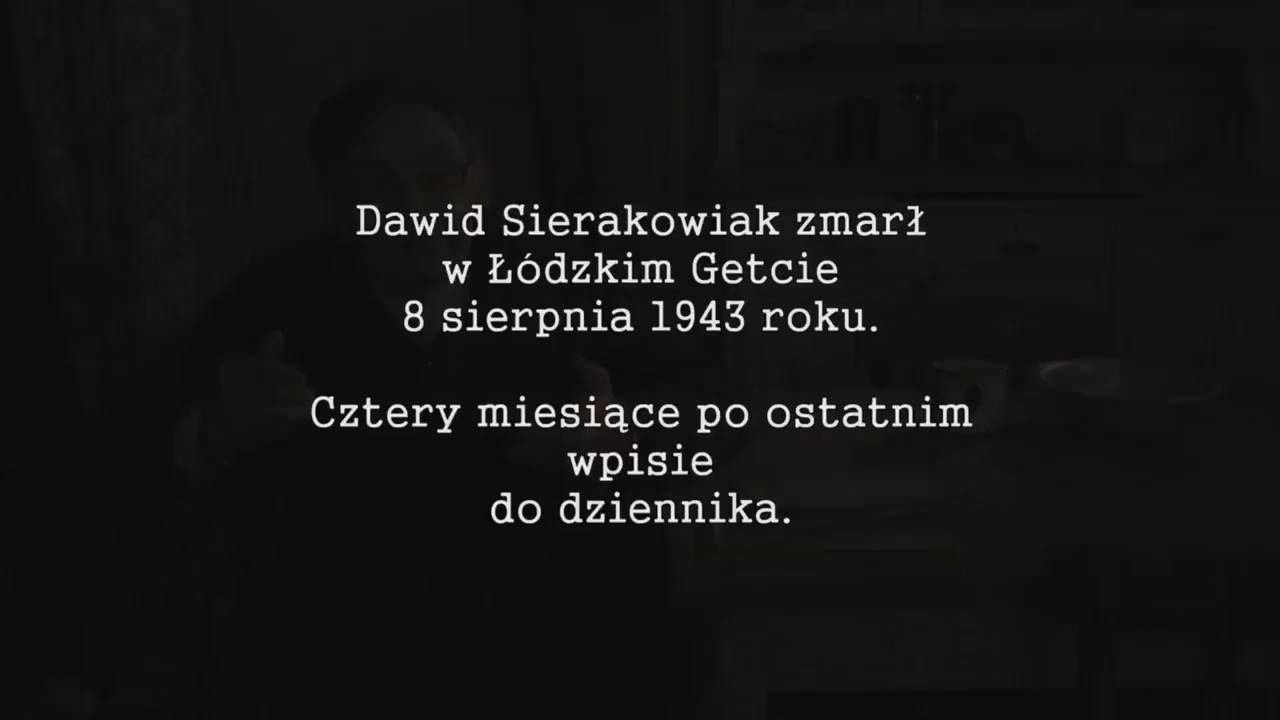 Dawid Sierakowiak zmarł
w Łódzkim Getcie
8 sierpnia 1943 roku.
Cztery miesiące po ostatnim
wpisie
do dziennika.